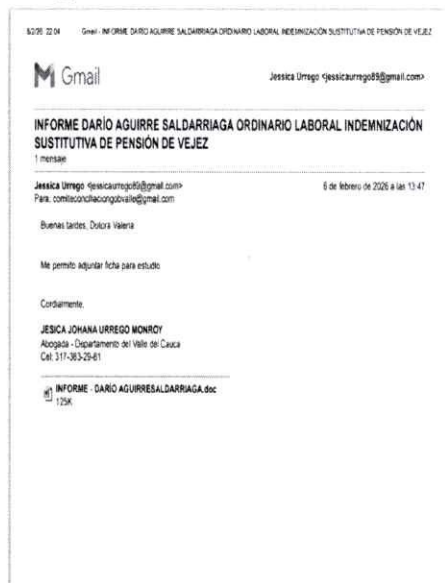 6/2/26, 22:04 Gmail - INFORME DARÍO AGUIRRE SALDARRIAGA ORDINARIO LABORAL INDEMNIZACIÓN SUSTITUTIVA DE PENSIÓN DE VEJEZ
Gmail
Jessica Urrego <jessicaurrego89@gmail.com>
INFORME DARÍO AGUIRRE SALDARRIAGA ORDINARIO LABORAL INDEMNIZACIÓN
SUSTITUTIVA DE PENSIÓN DE VEJEZ
1 mensaje
Jessica Urrego <jessicaurrego89@gmail.com>
6 de febrero de 2026 a las 13:47
Para: comiteconciliaciongobvalle@gmail.com
Buenas tardes, Dolora Valeria
Me permito adjuntar ficha para estudio
Cordialmente,
JESICA JOHANA URREGO MONROY
Abogada - Departamento del Valle del Cauca
Cel: 317-383-29-81
INFORME - DARÍO AGUIRRESALDARRIAGA.doc
125K